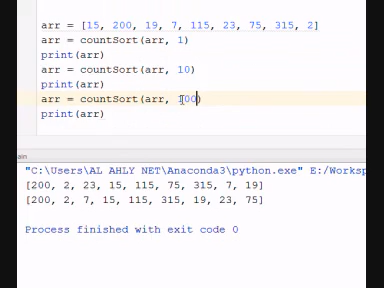 arr = [15, 200, 19, 7, 115, 23, 75, 315, 2]
arr = countSort(arr, 1)
print(arr)
arr = countSort(arr, 10)
print(arr)
arr = countSort(arr, 100)
print(arr)
ain
"C:\Users\AL AHLY NET\Anaconda3\python.exe" E:/Worksp
[200, 2, 23, 15, 115, 75, 315, 7, 19]
[200, 2, 7, 15, 115, 315, 19, 23, 75]
Process finished with exit code 0